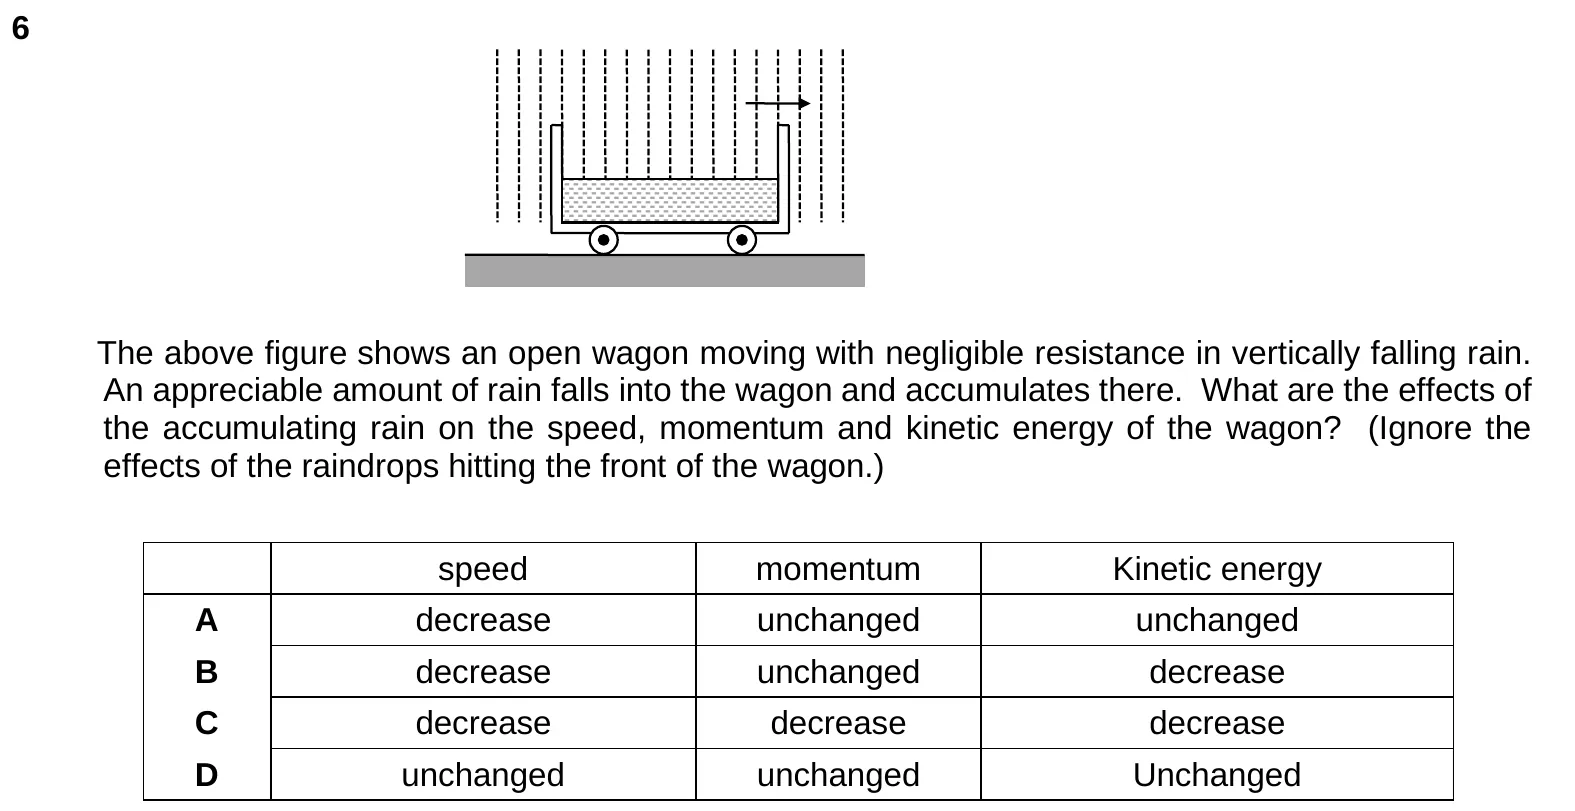 6
The above figure shows an open wagon moving with negligible resistance in vertically falling rain.
An appreciable amount of rain falls into the wagon and accumulates there. What are the effects of
the accumulating rain on the speed, momentum and kinetic energy of the wagon? (Ignore the
effects of the raindrops hitting the front of the wagon.)
speed momentum Kinetic energy
A decrease unchanged unchanged
B decrease unchanged decrease
C decrease decrease decrease
D unchanged unchanged Unchanged